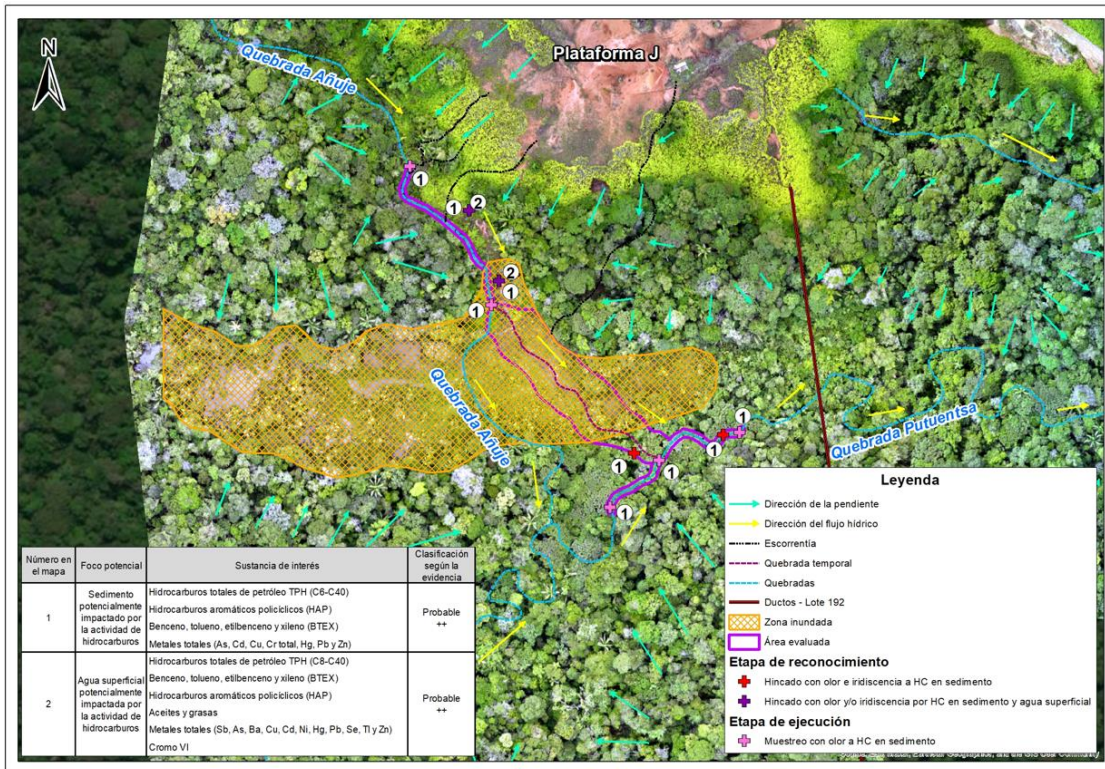 N
Quebrada Añuje
Plataforma J
1
1
2
2
1
1
Quebrada Añuje
Quebrada Putuentsa
1
1
1
1
1
Leyenda
Dirección de la pendiente
Dirección del flujo hídrico
Escorrentía
Quebrada temporal
Quebradas
Ductos - Lote 192
Zona inundada
Área evaluada
Etapa de reconocimiento
Hincado con olor e iridiscencia a HC en sedimento
Hincado con olor y/o iridiscencia por HC en sedimento y agua superficial
Etapa de ejecución
Muestreo con olor a HC en sedimento
Número en el mapa
Foco potencial
Sustancia de interés
Clasificación según la evidencia
1
Sedimento potencialmente impactado por la actividad de hidrocarburos
Hidrocarburos totales de petróleo TPH (C6-C40)
Hidrocarburos aromáticos policíclicos (HAP)
Benceno, tolueno, etilbenceno y xileno (BTEX)
Metales totales (As, Cd, Cu, Cr total, Hg, Pb y Zn)
Probable
++
2
Agua superficial potencialmente impactada por la actividad de hidrocarburos
Hidrocarburos totales de petróleo TPH (C8-C40)
Benceno, tolueno, etilbenceno y xileno (BTEX)
Hidrocarburos aromáticos policíclicos (HAP)
Aceites y grasas
Metales totales (Sb, As, Ba, Cu, Cd, Ni, Hg, Pb, Se, Tl y Zn)
Cromo VI
Probable
++